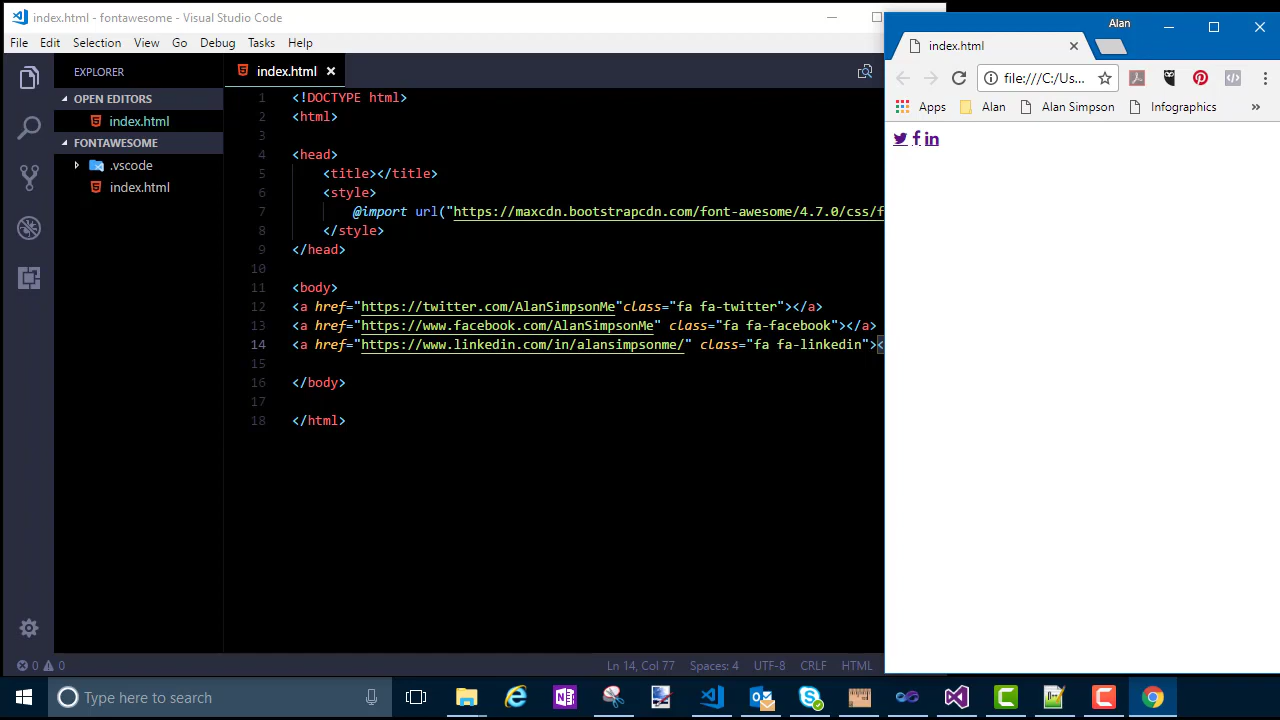 index.html - fontawesome - Visual Studio Code
File Edit Selection View Go Debug Tasks Help
EXPLORER
OPEN EDITORS
index.html
FONTAWESOME
.vscode
index.html
index.html
1 <!DOCTYPE html>
2 <html>
3
4 <head>
5 <title></title>
6 <style>
7 @import url("https://maxcdn.bootstrapcdn.com/font-awesome/4.7.0/css/f
8 </style>
9 </head>
10
11 <body>
12 <a href="https://twitter.com/AlanSimpsonMe"class="fa fa-twitter"></a>
13 <a href="https://www.facebook.com/AlanSimpsonMe" class="fa fa-facebook"></a>
14 <a href="https://www.linkedin.com/in/alansimpsonme/" class="fa fa-linkedin"><
15
16 </body>
17
18 </html>
0 0
Ln 14, Col 77 Spaces: 4 UTF-8 CRLF HTML
Alan
index.html
file:///C:/Us...
Apps Alan Alan Simpson Infographics »
Type here to search